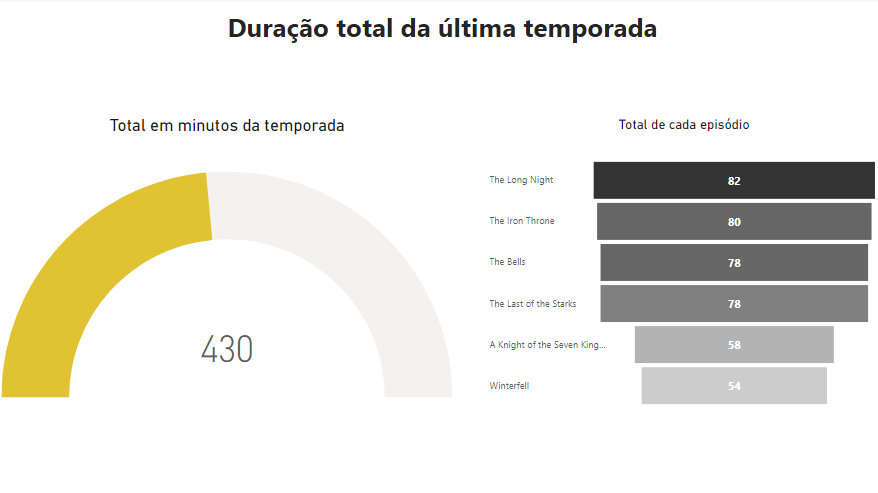 Duração total da última temporada
Total em minutos da temporada
430
Total de cada episódio
The Long Night 82
The Iron Throne 80
The Bells 78
The Last of the Starks 78
A Knight of the Seven King... 58
Winterfell 54